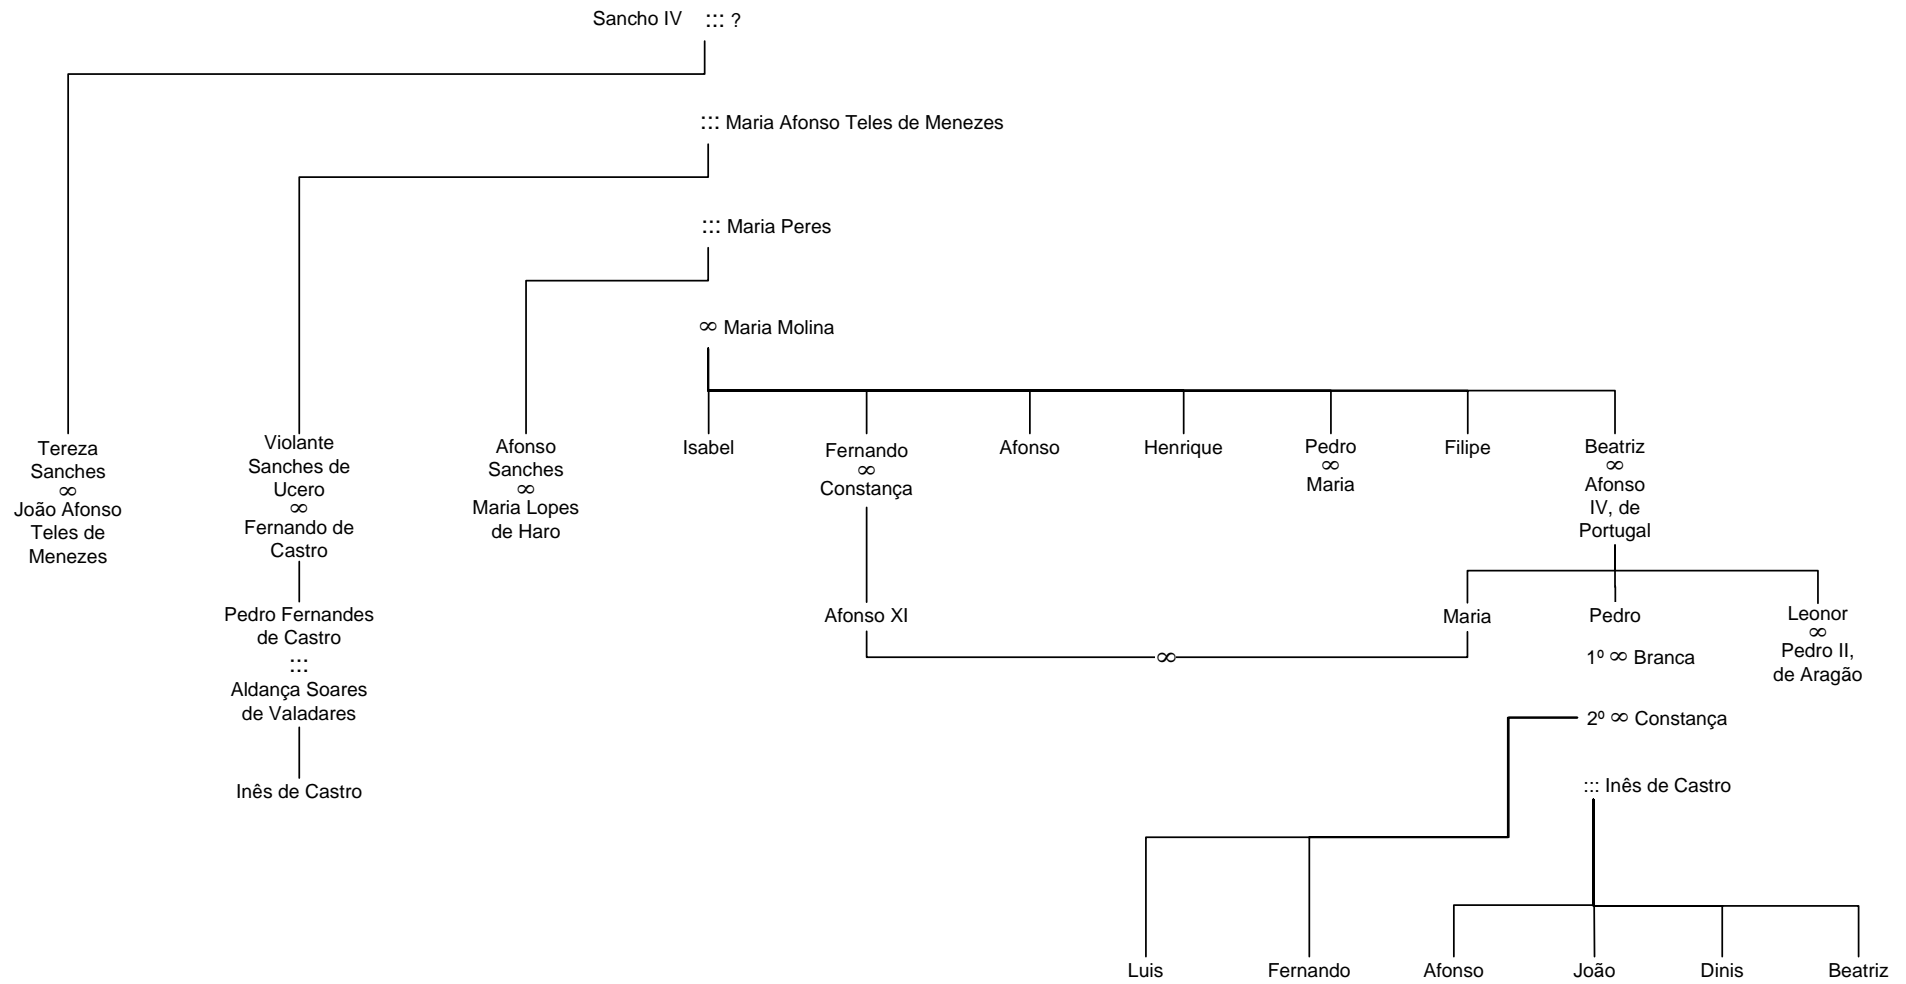 Sancho IV ::: ?
::: Maria Afonso Teles de Menezes
::: Maria Peres
∞ Maria Molina
Tereza
Sanches
∞
João Afonso
Teles de
Menezes
Violante
Sanches de
Ucero
∞
Fernando de
Castro
Afonso
Sanches
∞
Maria Lopes
de Haro
Isabel
Fernando
∞
Constança
Afonso
Henrique
Pedro
∞
Maria
Filipe
Beatriz
∞
Afonso
IV, de
Portugal
Pedro Fernandes
de Castro
:::
Aldança Soares
de Valadares
Inês de Castro
Afonso XI
∞
Maria
Pedro
1º ∞ Branca
2º ∞ Constança
::: Inês de Castro
Leonor
∞
Pedro II,
de Aragão
Luis
Fernando
Afonso
João
Dinis
Beatriz